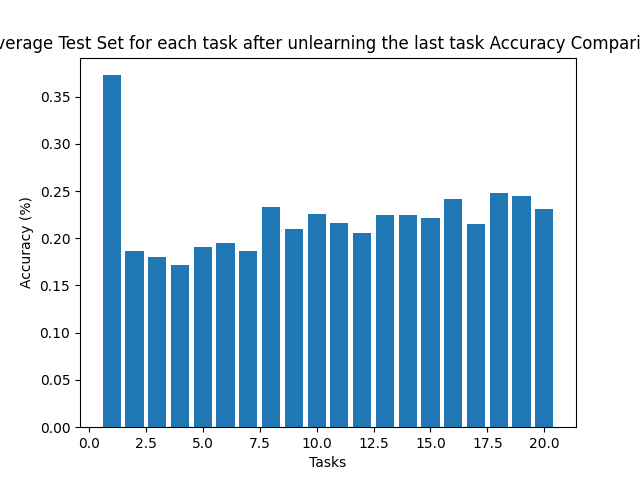 verage Test Set for each task after unlearning the last task Accuracy Compari
0.35
0.30
0.25
0.20
0.15
0.10
0.05
0.00
Accuracy (%)
0.0 2.5 5.0 7.5 10.0 12.5 15.0 17.5 20.0
Tasks